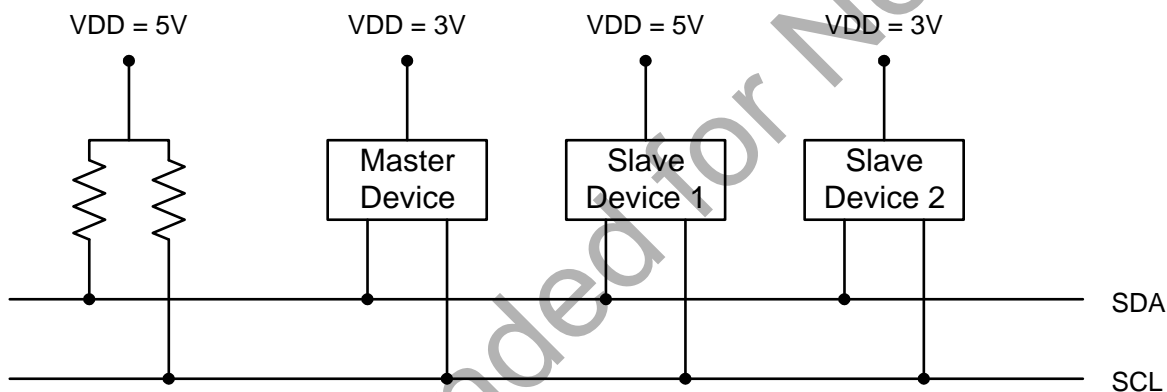 VDD = 5V
VDD = 3V
VDD = 5V
VDD = 3V
Master
Device
Slave
Device 1
Slave
Device 2
SDA
SCL